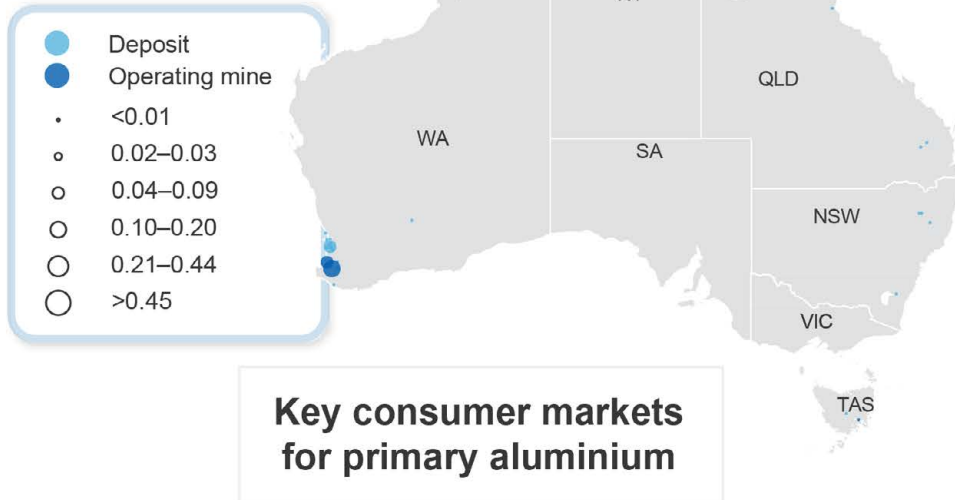 Deposit
Operating mine
<0.01
0.02–0.03
0.04–0.09
0.10–0.20
0.21–0.44
>0.45
QLD
WA
SA
NSW
VIC
TAS
Key consumer markets
for primary aluminium